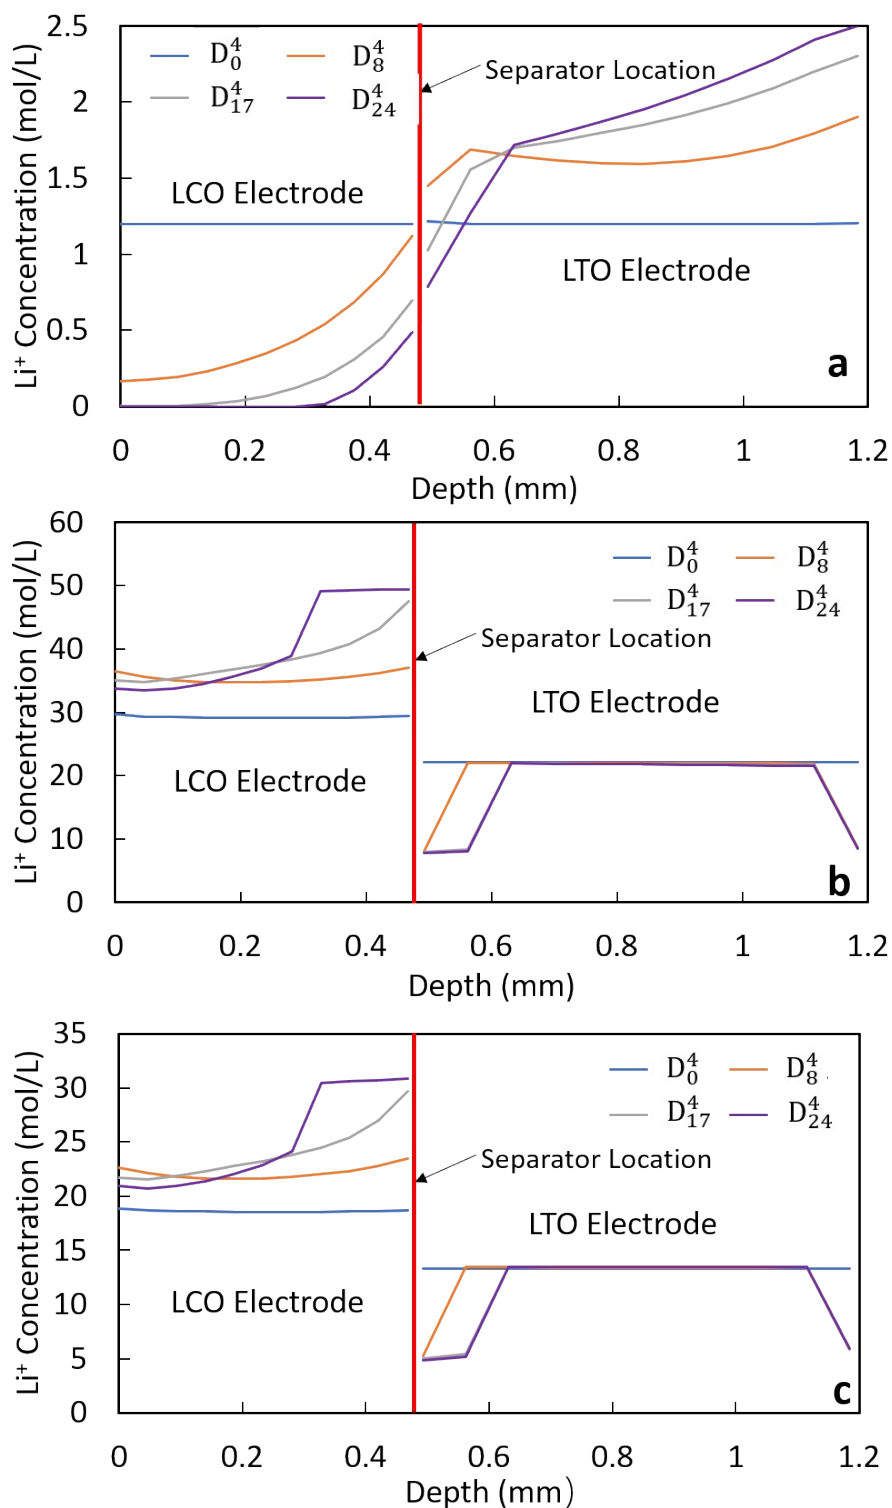 2.5
2
1.5
1
0.5
0
Li⁺ Concentration (mol/L)
D₀⁴ D₈⁴
D₁₇⁴ D₂₄⁴
Separator Location
LCO Electrode
LTO Electrode
a
0 0.2 0.4 0.6 0.8 1 1.2
Depth (mm)
60
50
40
30
20
10
0
Li⁺ Concentration (mol/L)
D₀⁴ D₈⁴
D₁₇⁴ D₂₄⁴
Separator Location
LTO Electrode
LCO Electrode
b
0 0.2 0.4 0.6 0.8 1 1.2
Depth (mm)
35
30
25
20
15
10
5
0
Li⁺ Concentration (mol/L)
D₀⁴ D₈⁴
D₁₇⁴ D₂₄⁴
Separator Location
LTO Electrode
LCO Electrode
c
0 0.2 0.4 0.6 0.8 1 1.2
Depth (mm)